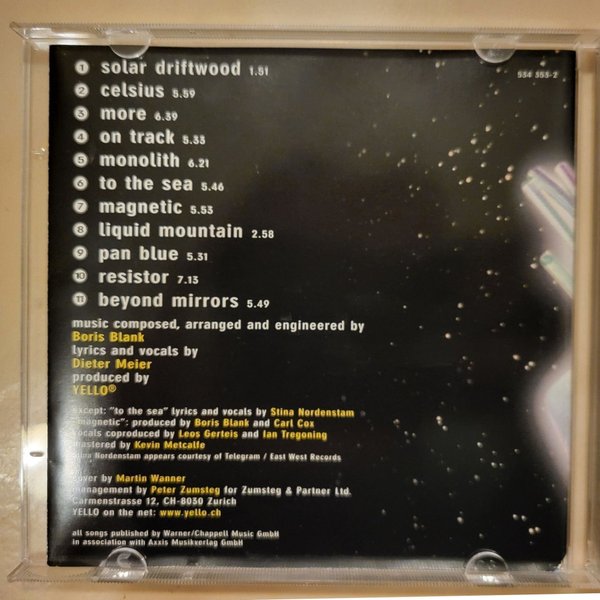 1 solar driftwood 1.51
2 celsius 5.59
3 more 6.39
4 on track 5.33
5 monolith 6.21
6 to the sea 5.46
7 magnetic 5.53
8 liquid mountain 2.58
9 pan blue 5.31
10 resistor 7.13
11 beyond mirrors 5.49
534 353-2
music composed, arranged and engineered by
Boris Blank
lyrics and vocals by
Dieter Meier
produced by
YELLO®
except: "to the sea" lyrics and vocals by Stina Nordenstam
"magnetic": produced by Boris Blank and Carl Cox
vocals coproduced by Leos Gerteis and Ian Tregoning
mastered by Kevin Metcalfe
Stina Nordenstam appears courtesy of Telegram / East West Records
cover by Martin Wanner
management by Peter Zumsteg for Zumsteg & Partner Ltd.
Carmenstrasse 12, CH-8030 Zurich
YELLO on the net: www.yello.ch
all songs published by Warner/Chappell Music GmbH
in association with Axxis Musikverlag GmbH